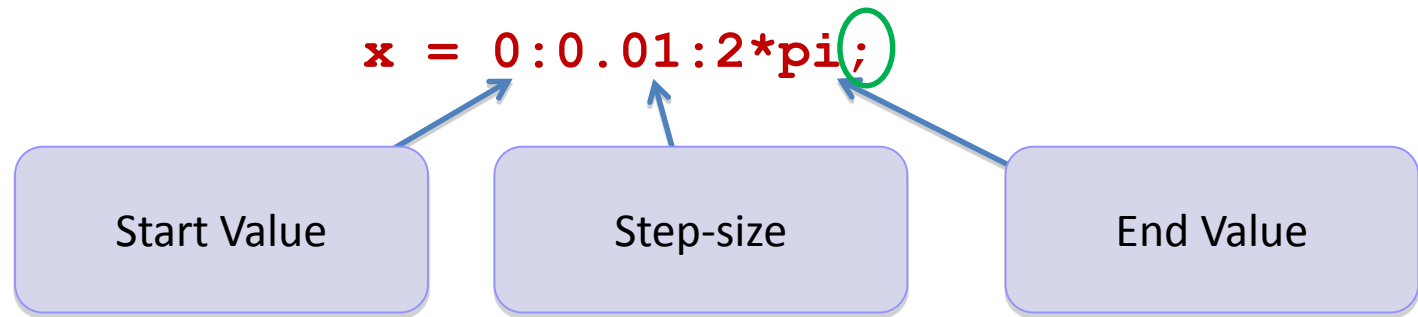 x = 0:0.01:2*pi;
Start Value
Step-size
End Value